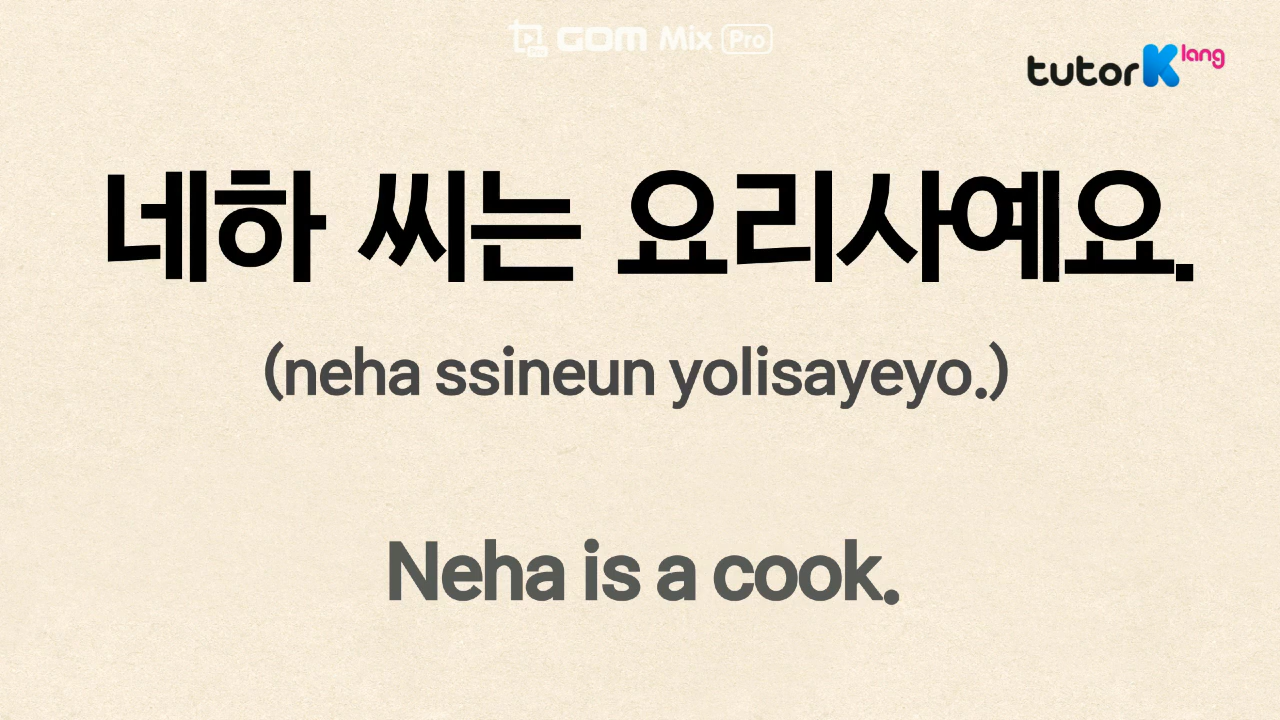 GOM Mix Pro
tutorK lang
네하 씨는 요리사예요.
(neha ssineun yolisayeyo.)
Neha is a cook.